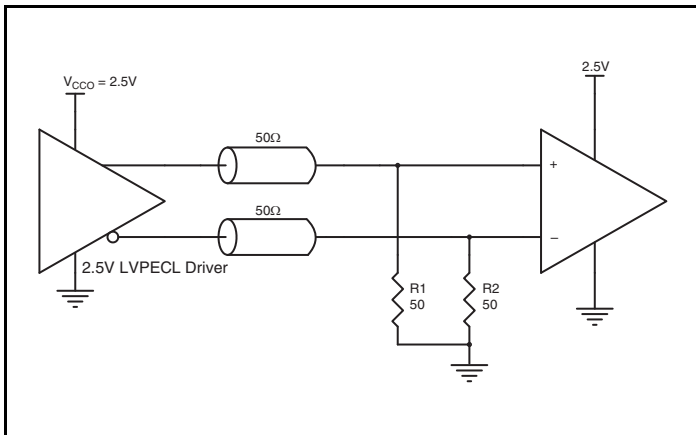 V_CCO = 2.5V
2.5V
50Ω
50Ω
+
–
2.5V LVPECL Driver
R1
50
R2
50